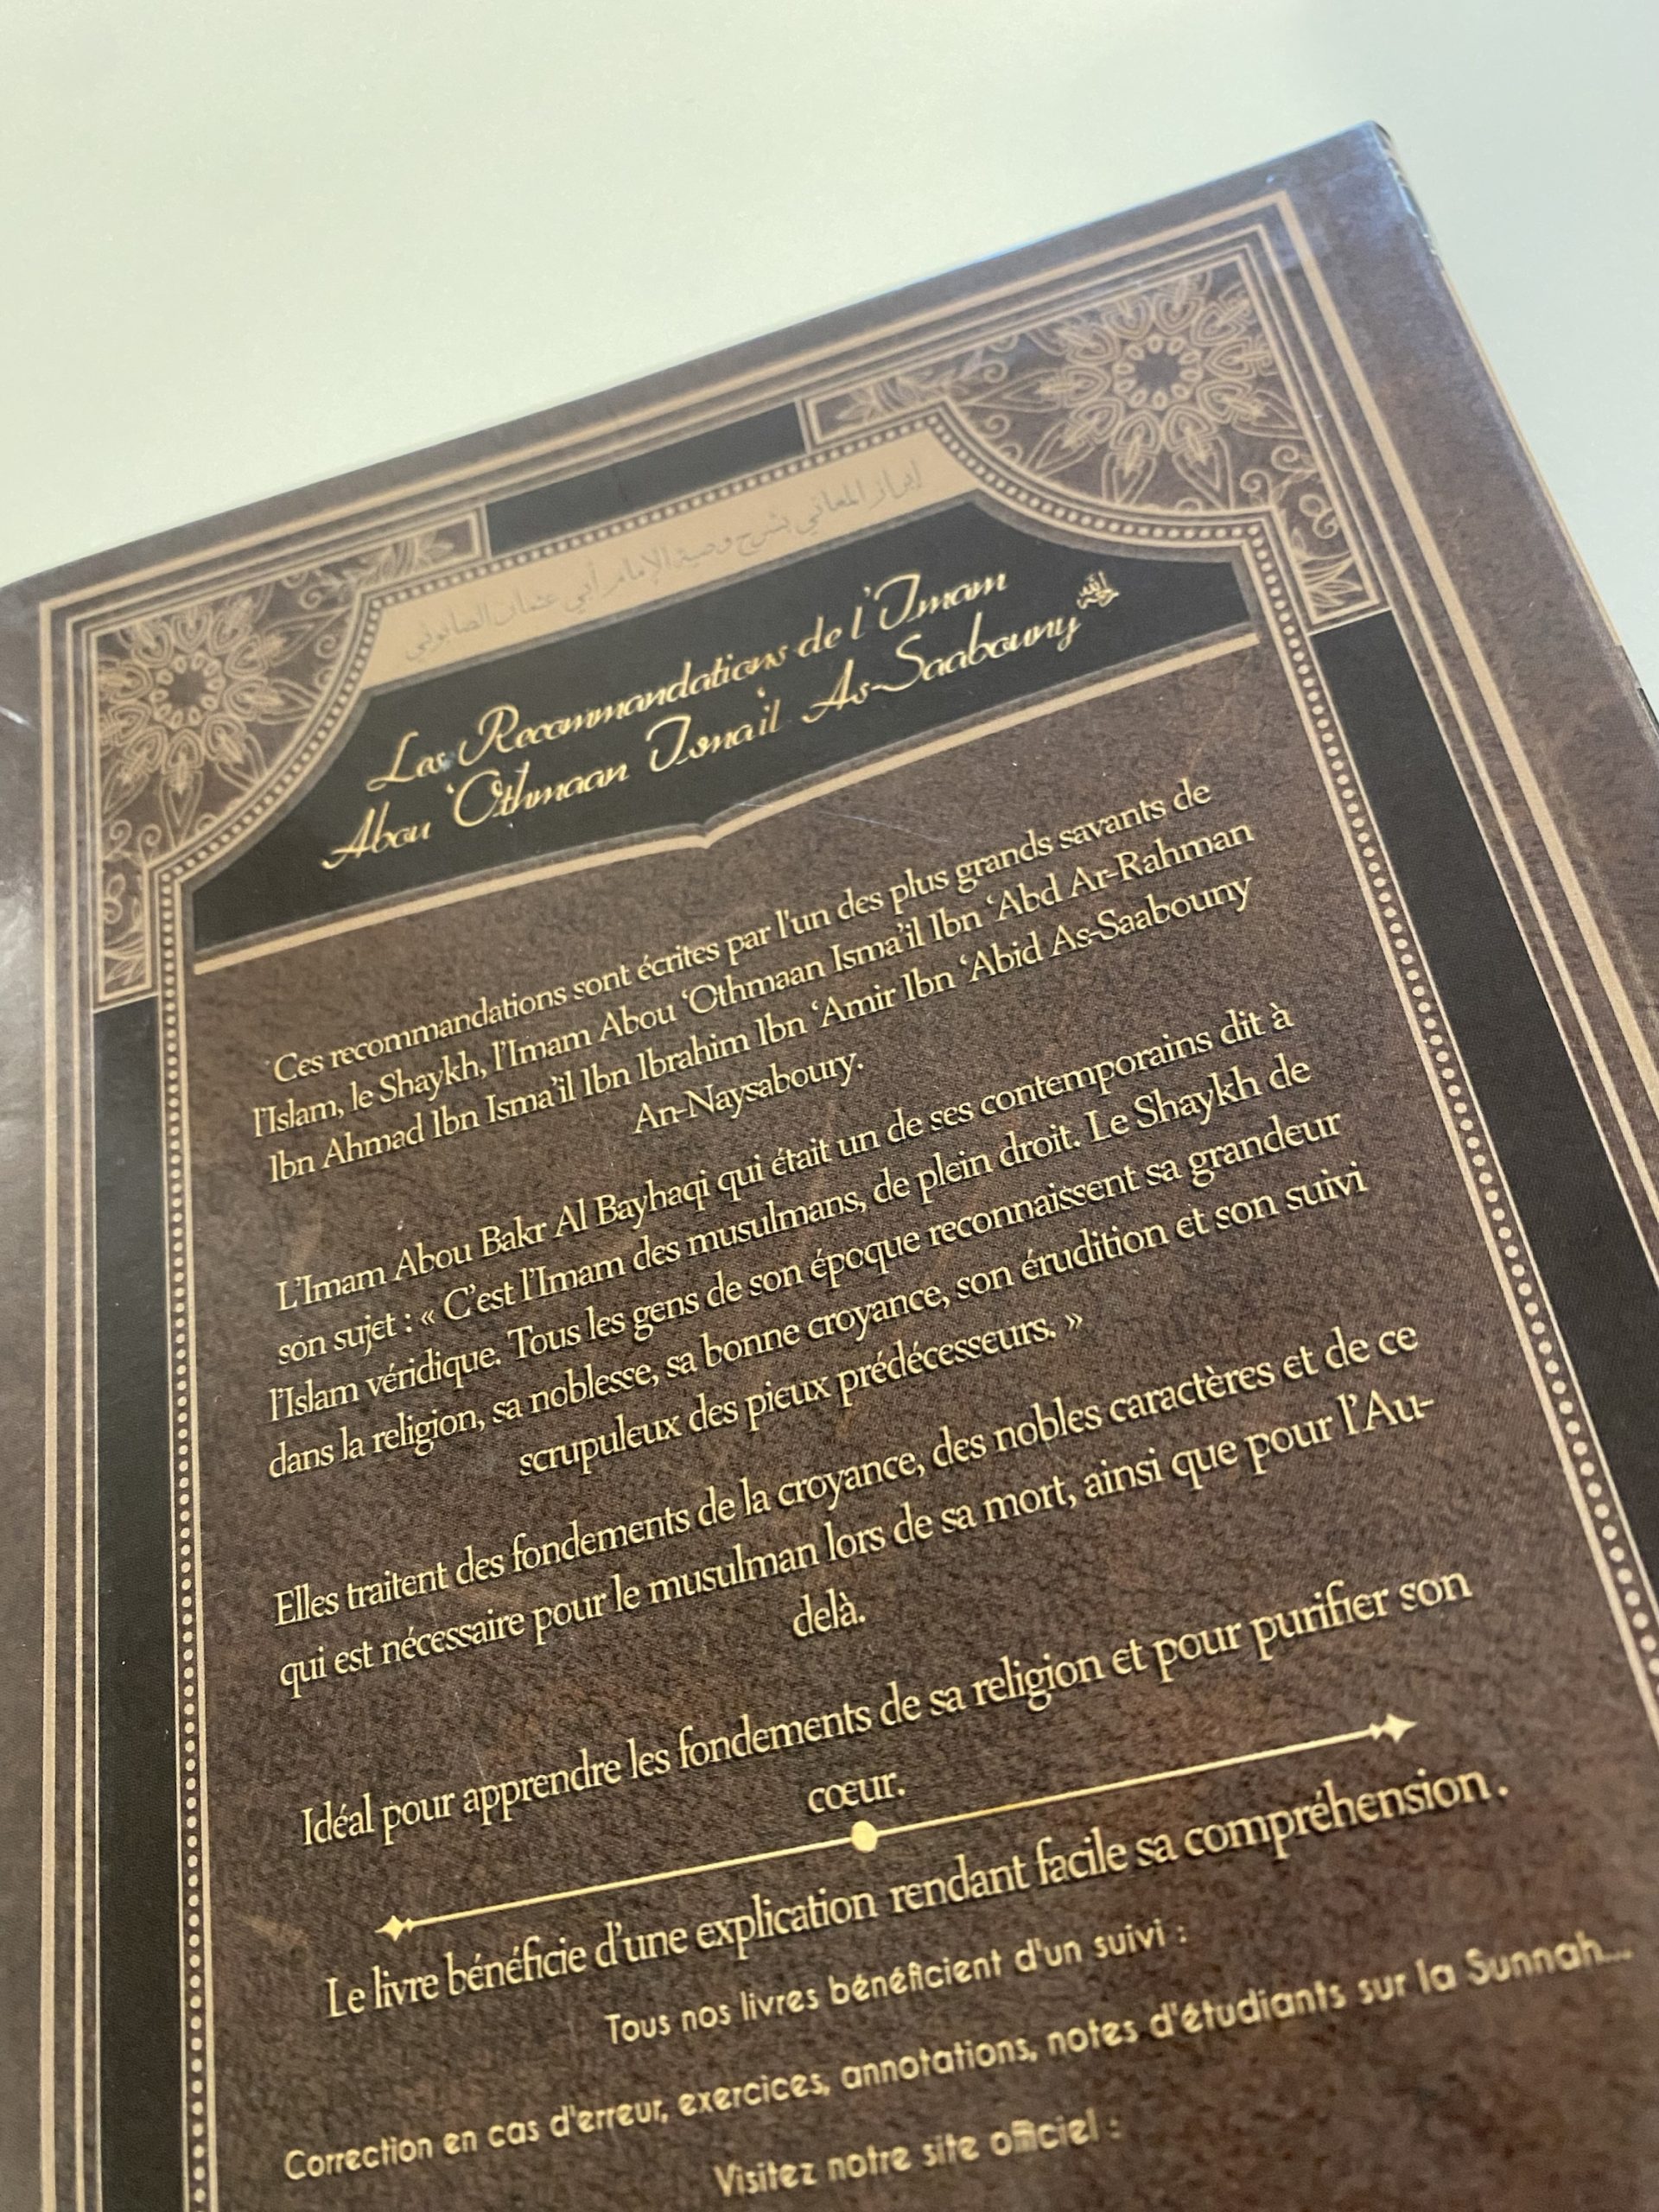 إبراز المعاني بشرح وصية الإمام أبي عثمان الصابوني
Les Recommandations de l'Imam
Abou 'Othmaan Isma'il As-Saabouny
Ces recommandations sont écrites par l'un des plus grands savants de
l'Islam, le Shaykh, l'Imam Abou ‘Othmaan Isma’il Ibn ‘Abd Ar-Rahman
Ibn Ahmad Ibn Isma’il Ibn Ibrahim Ibn ‘Amir Ibn ‘Abid As-Saabouny
An-Naysaboury.
L’Imam Abou Bakr Al Bayhaqi qui était un de ses contemporains dit à
son sujet : « C’est l’Imam des musulmans, de plein droit. Le Shaykh de
l’Islam véridique. Tous les gens de son époque reconnaissent sa grandeur
dans la religion, sa noblesse, sa bonne croyance, son érudition et son suivi
scrupuleux des pieux prédécesseurs. »
Elles traitent des fondements de la croyance, des nobles caractères et de ce
qui est nécessaire pour le musulman lors de sa mort, ainsi que pour l’Au-
delà.
Idéal pour apprendre les fondements de sa religion et pour purifier son
cœur.
Le livre bénéficie d’une explication rendant facile sa compréhension.
Tous nos livres bénéficient d'un suivi :
Correction en cas d'erreur, exercices, annotations, notes d'étudiants sur la Sunnah...
Visitez notre site officiel :